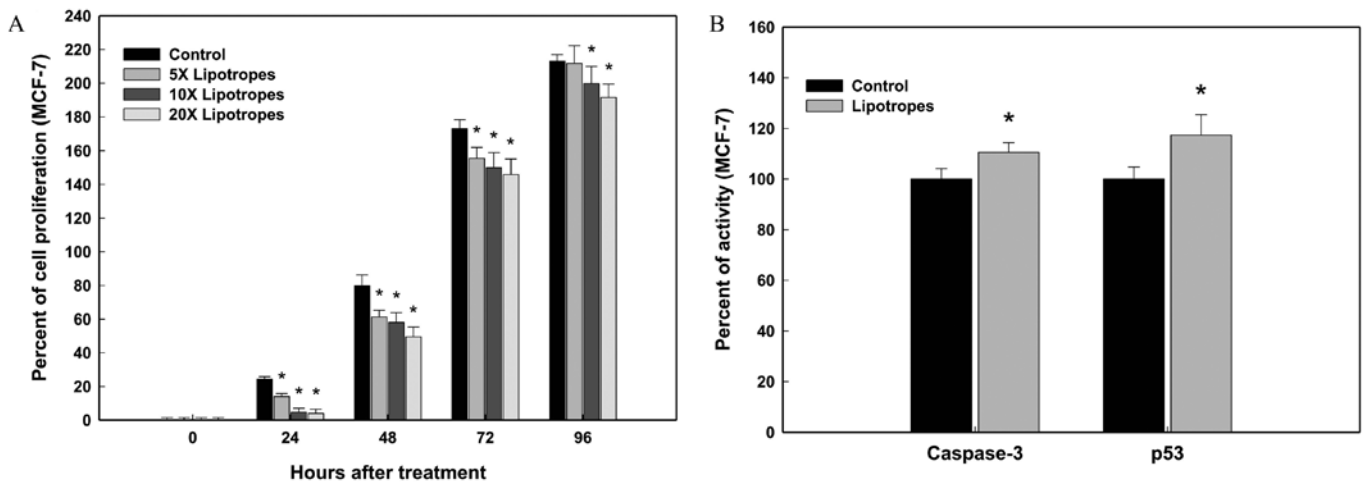 A
Percent of cell proliferation (MCF-7)
240
220
200
180
160
140
120
100
80
60
40
20
0
Control
5X Lipotropes
10X Lipotropes
20X Lipotropes
* * *
* * *
* * *
* *
0 24 48 72 96
Hours after treatment
B
Percent of activity (MCF-7)
160
140
120
100
80
60
40
20
0
Control
Lipotropes
* *
Caspase-3 p53